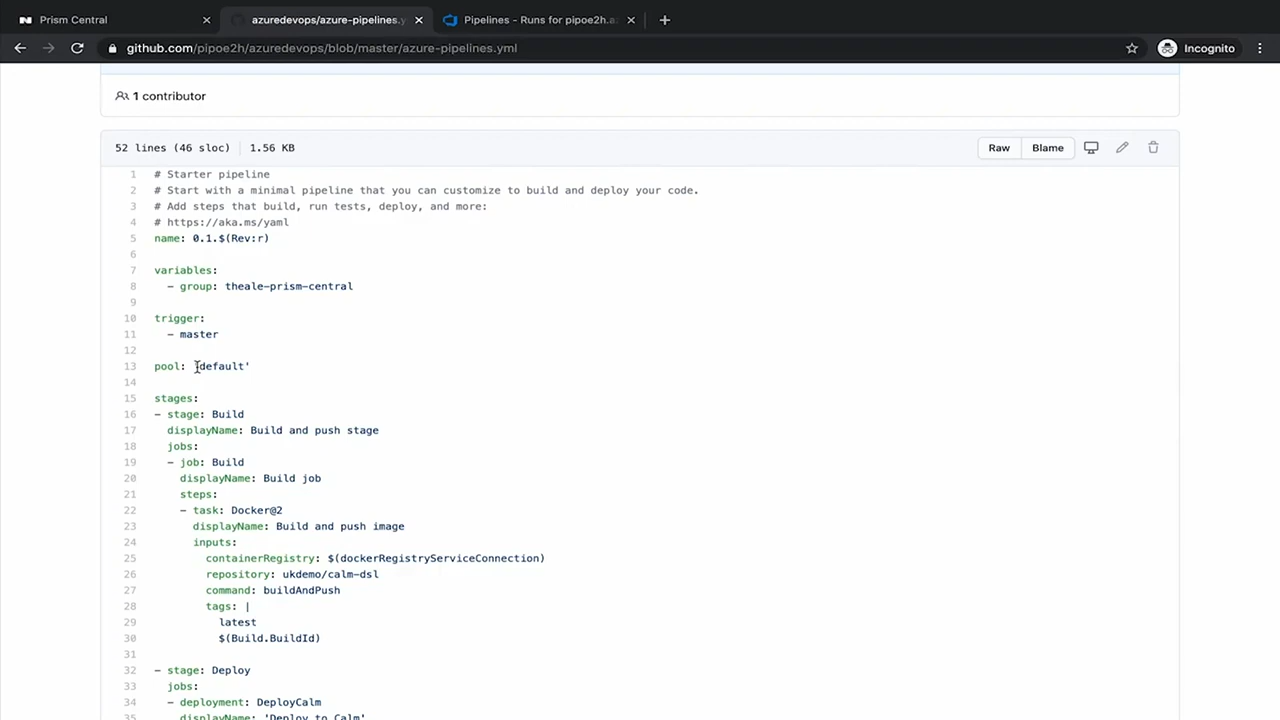 Prism Central
azuredevops/azure-pipelines.y
Pipelines - Runs for pipoe2h.a
github.com/pipoe2h/azuredevops/blob/master/azure-pipelines.yml
Incognito
1 contributor
52 lines (46 sloc) 1.56 KB
Raw
Blame
1 # Starter pipeline
2 # Start with a minimal pipeline that you can customize to build and deploy your code.
3 # Add steps that build, run tests, deploy, and more:
4 # https://aka.ms/yaml
5 name: 0.1.$(Rev:r)
6
7 variables:
8 - group: theale-prism-central
9
10 trigger:
11 - master
12
13 pool: 'default'
14
15 stages:
16 - stage: Build
17 displayName: Build and push stage
18 jobs:
19 - job: Build
20 displayName: Build job
21 steps:
22 - task: Docker@2
23 displayName: Build and push image
24 inputs:
25 containerRegistry: $(dockerRegistryServiceConnection)
26 repository: ukdemo/calm-dsl
27 command: buildAndPush
28 tags: |
29 latest
30 $(Build.BuildId)
31
32 - stage: Deploy
33 jobs:
34 - deployment: DeployCalm
35 displayName: 'Deploy to Calm'